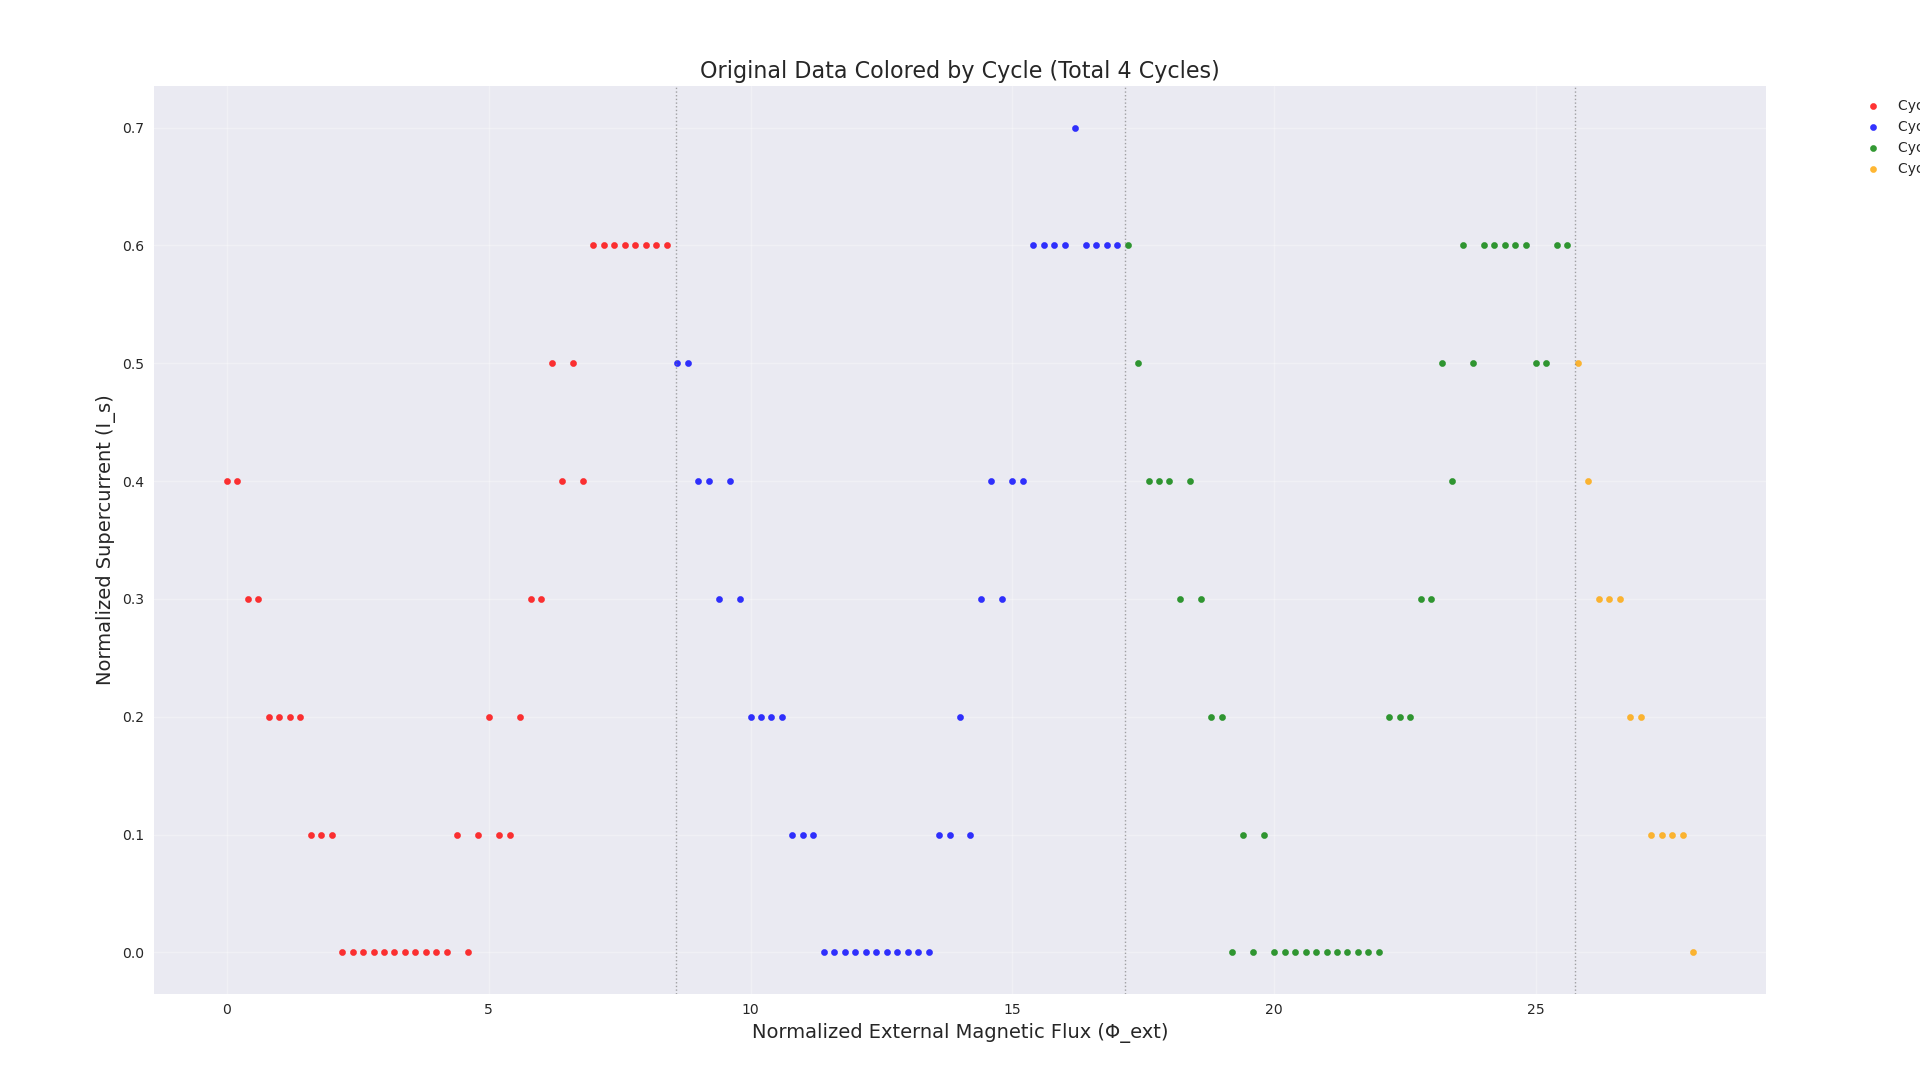 Original Data Colored by Cycle (Total 4 Cycles)
Cyc
Cyc
Cyc
Cyc
0.7
0.6
0.5
0.4
0.3
0.2
0.1
0.0
Normalized Supercurrent (I_s)
0 5 10 15 20 25
Normalized External Magnetic Flux (Φ_ext)